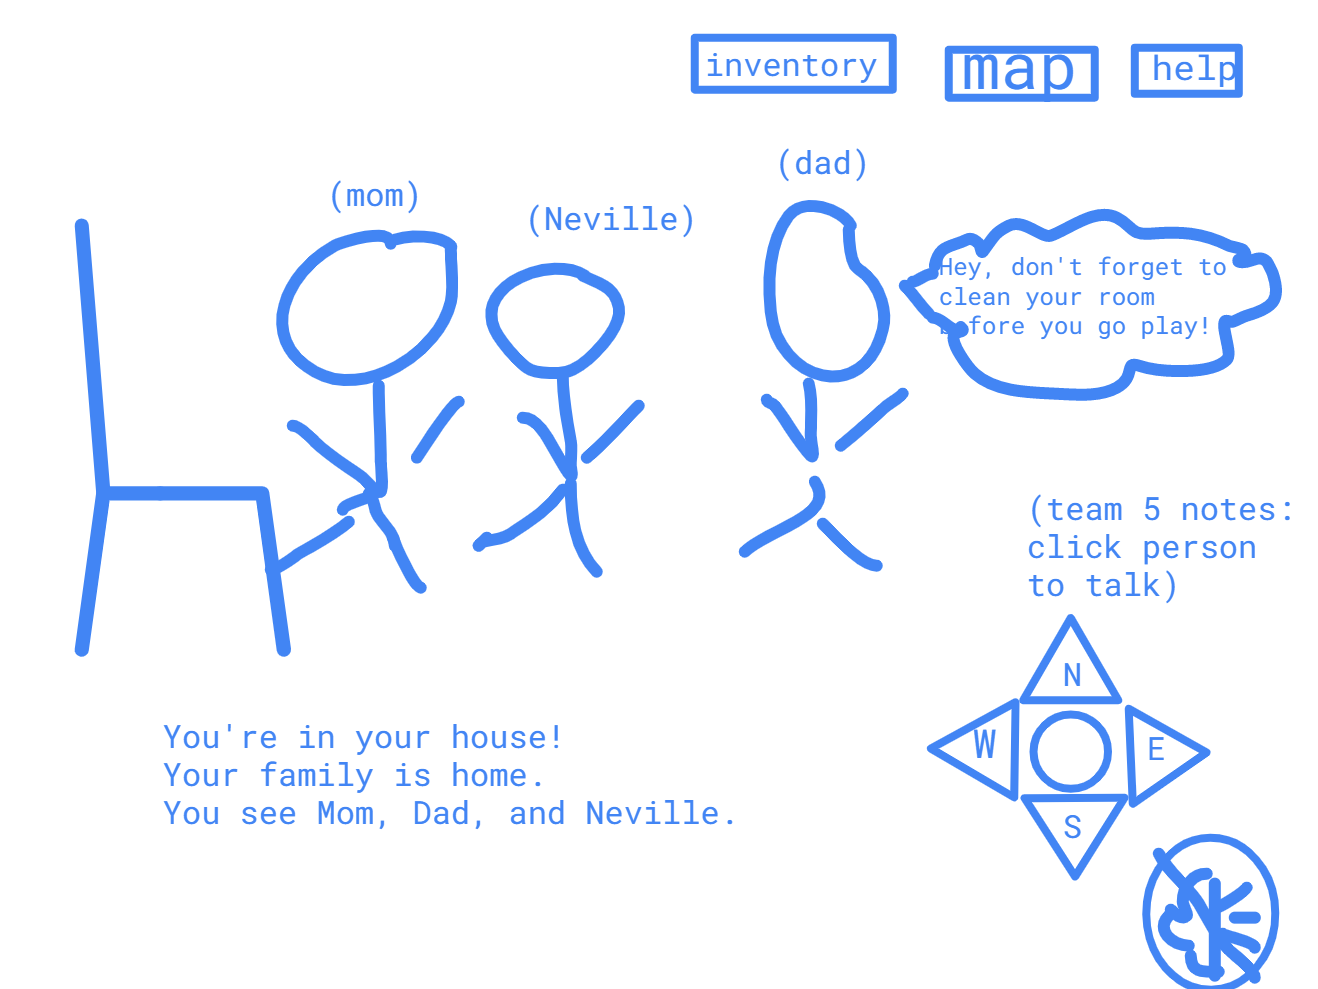 inventory
map
help
(mom)
(Neville)
(dad)
Hey, don't forget to
clean your room
before you go play!
(team 5 notes:
click person
to talk)
N
W
E
S
You're in your house!
Your family is home.
You see Mom, Dad, and Neville.